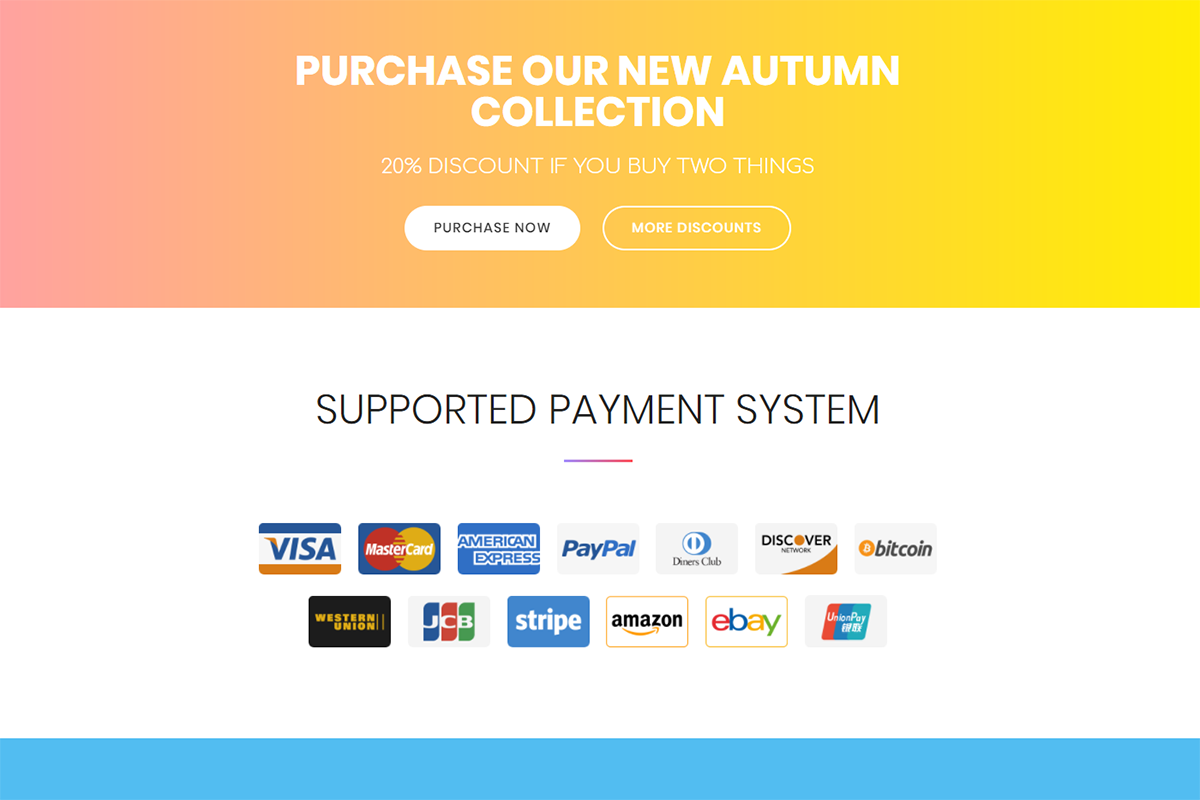 PURCHASE OUR NEW AUTUMN
COLLECTION
20% DISCOUNT IF YOU BUY TWO THINGS
PURCHASE NOW
MORE DISCOUNTS
SUPPORTED PAYMENT SYSTEM
VISA
MasterCard
AMERICAN
EXPRESS
PayPal
Diners Club
DISCOVER
NETWORK
bitcoin
WESTERN
UNION
JCB
stripe
amazon
ebay
UnionPay
银联